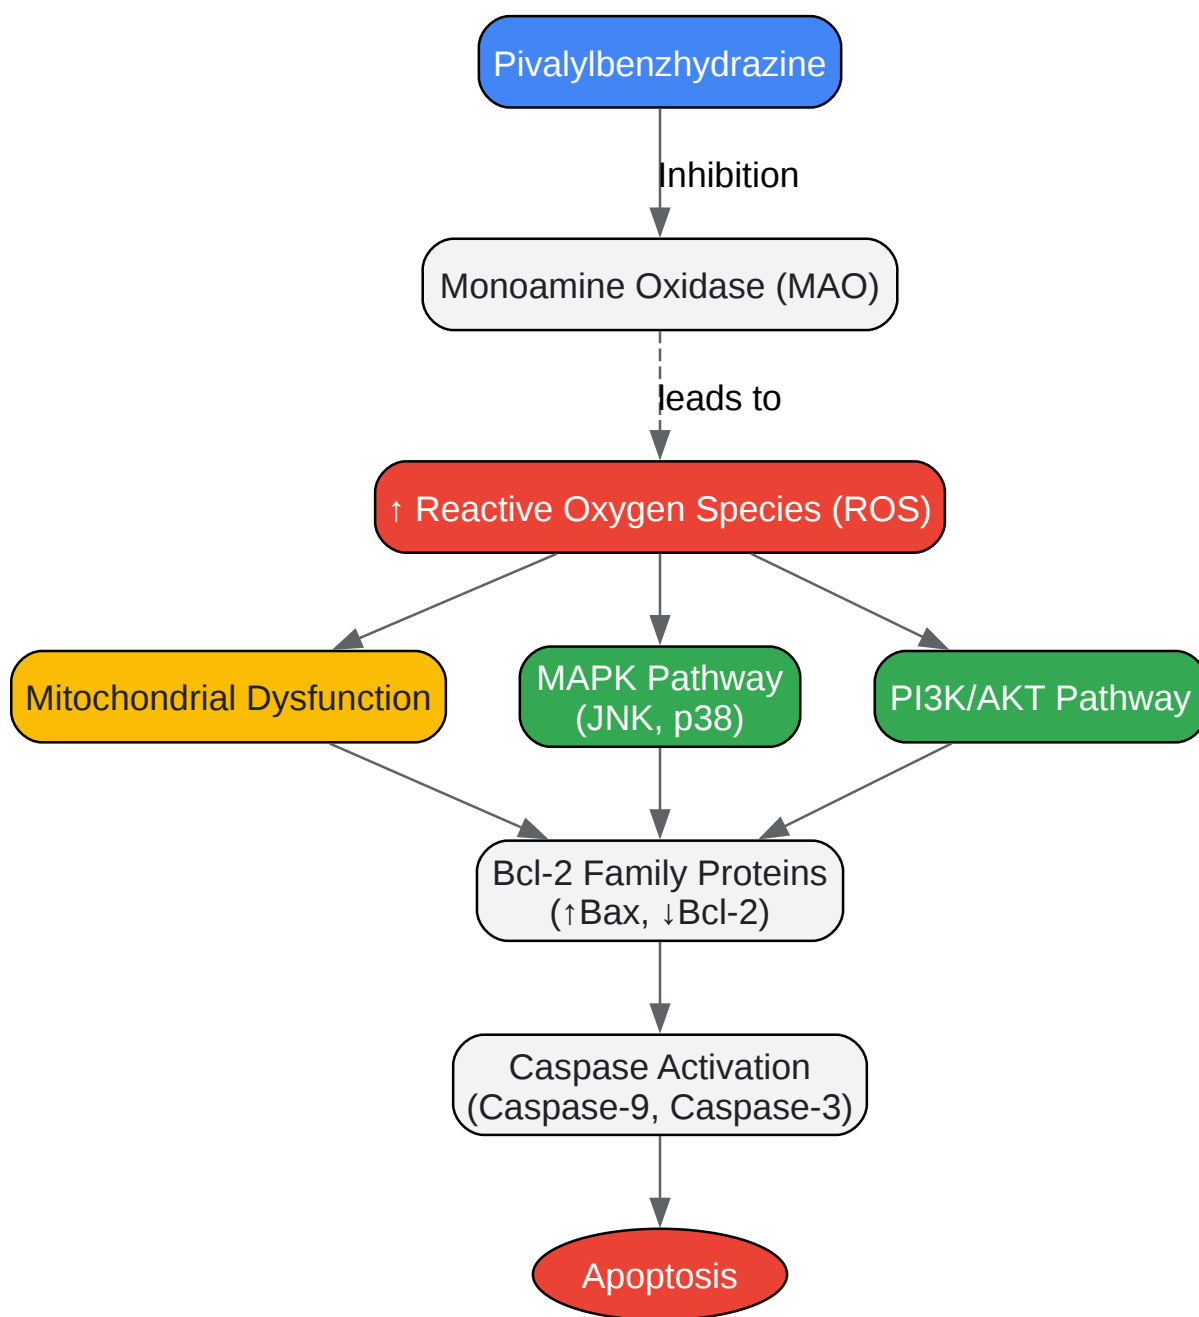 Pivalylbenzhydrazine
Inhibition
Monoamine Oxidase (MAO)
leads to
↑ Reactive Oxygen Species (ROS)
Mitochondrial Dysfunction
MAPK Pathway
(JNK, p38)
PI3K/AKT Pathway
Bcl-2 Family Proteins
(↑Bax, ↓Bcl-2)
Caspase Activation
(Caspase-9, Caspase-3)
Apoptosis